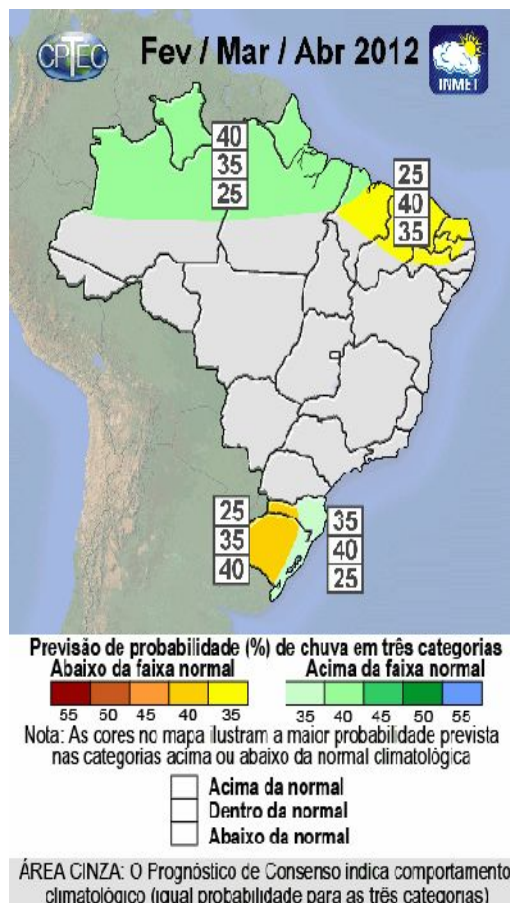 CPTEC
Fev / Mar / Abr 2012
INMET
40
35
25
25
40
35
25
35
40
35
40
25
Previsão de probabilidade (%) de chuva em três categorias
Abaixo da faixa normal
Acima da faixa normal
55 50 45 40 35
35 40 45 50 55
Nota: As cores no mapa ilustram a maior probabilidade prevista
nas categorias acima ou abaixo da normal climatológica
Acima da normal
Dentro da normal
Abaixo da normal
ÁREA CINZA: O Prognóstico de Consenso indica comportamento
climatológico (igual probabilidade para as três categorias)